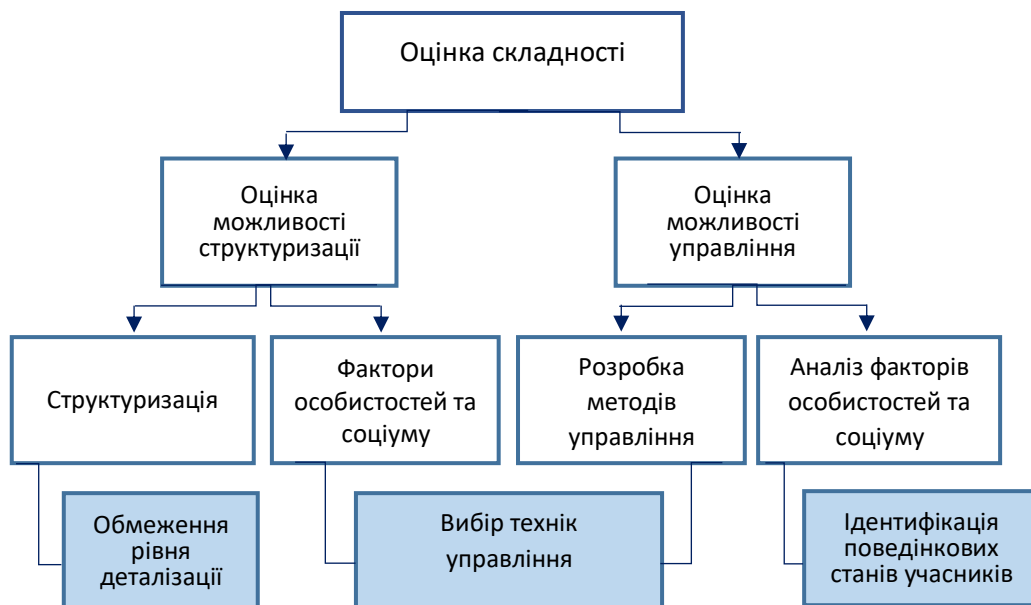 Оцінка складності
Оцінка
можливості
структуризації
Оцінка
можливості
управління
Структуризація
Фактори
особистостей та
соціуму
Розробка
методів
управління
Аналіз факторів
особистостей та
соціуму
Обмеження
рівня
деталізації
Вибір технік
управління
Ідентифікація
поведінкових
станів учасників